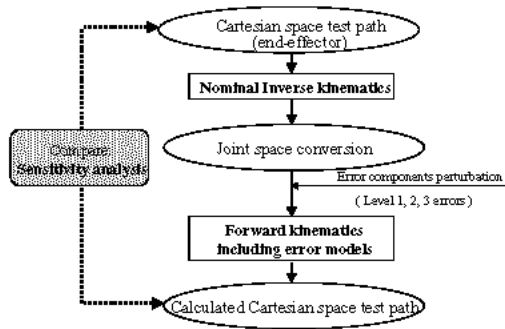 Cartesian space test path
(end-effector)
Nominal Inverse kinematics
Compare
Sensitivity analysis
Joint space conversion
Error components perturbation
( Level 1, 2, 3 errors )
Forward kinematics
including error models
Calculated Cartesian space test path